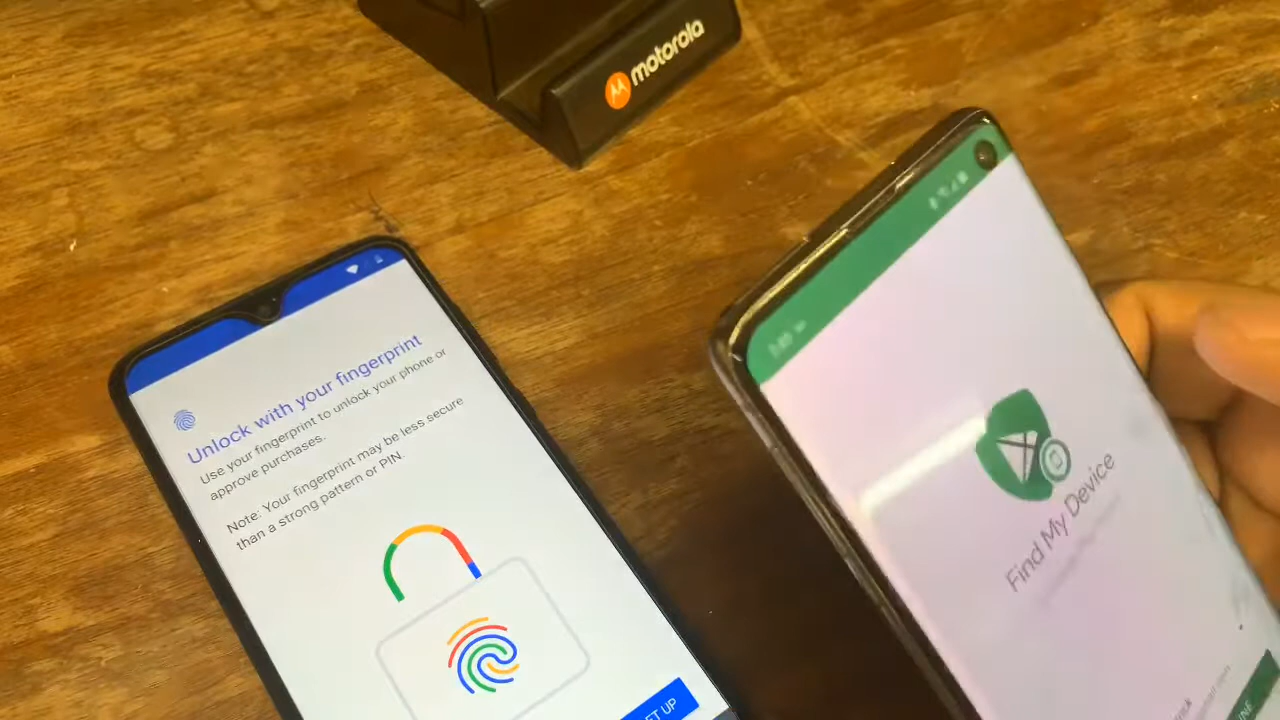 motorola
Unlock with your fingerprint
Use your fingerprint to unlock your phone or
approve purchases.
Note: Your fingerprint may be less secure
than a strong pattern or PIN.
UP
Find My Device